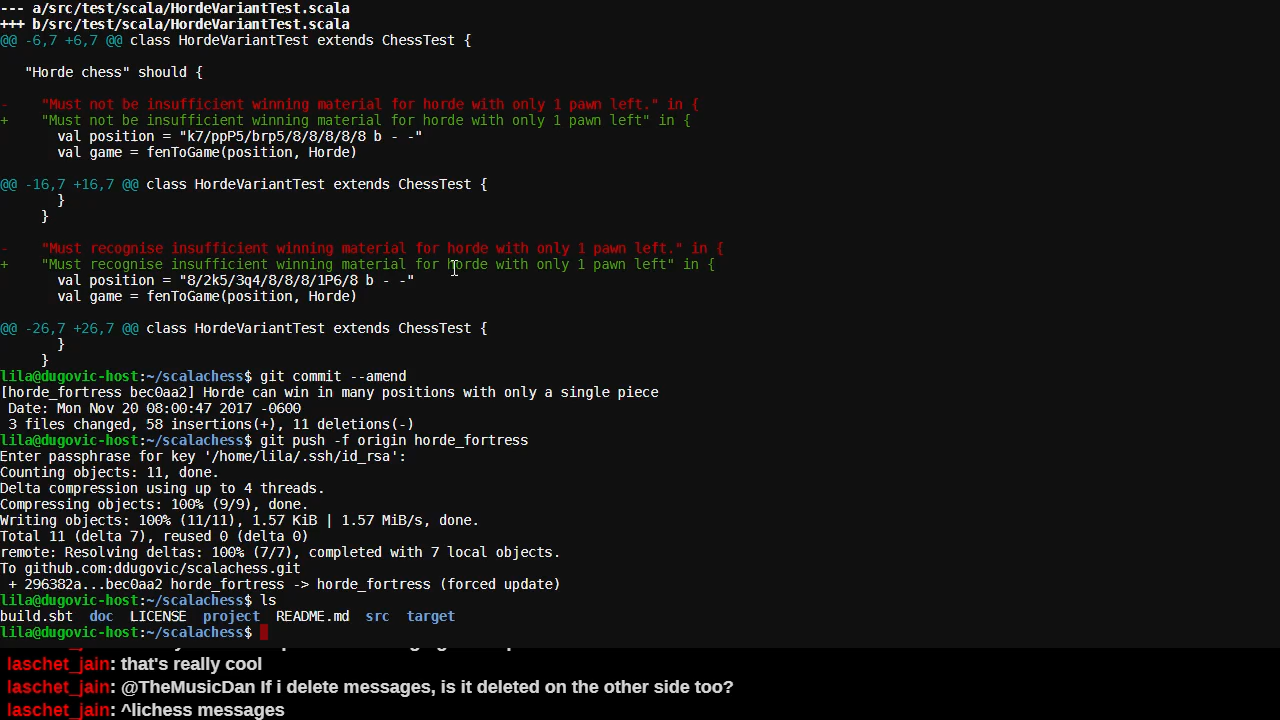 --- a/src/test/scala/HordeVariantTest.scala
+++ b/src/test/scala/HordeVariantTest.scala
@@ -6,7 +6,7 @@ class HordeVariantTest extends ChessTest {
"Horde chess" should {
- "Must not be insufficient winning material for horde with only 1 pawn left." in {
+ "Must not be insufficient winning material for horde with only 1 pawn left" in {
val position = "k7/ppP5/brp5/8/8/8/8/8 b - -"
val game = fenToGame(position, Horde)
@@ -16,7 +16,7 @@ class HordeVariantTest extends ChessTest {
}
}
- "Must recognise insufficient winning material for horde with only 1 pawn left." in {
+ "Must recognise insufficient winning material for horde with only 1 pawn left" in {
val position = "8/2k5/3q4/8/8/8/1P6/8 b - -"
val game = fenToGame(position, Horde)
@@ -26,7 +26,7 @@ class HordeVariantTest extends ChessTest {
}
}
lila@dugovic-host:~/scalachess$ git commit --amend
[horde_fortress bec0aa2] Horde can win in many positions with only a single piece
Date: Mon Nov 20 08:00:47 2017 -0600
3 files changed, 58 insertions(+), 11 deletions(-)
lila@dugovic-host:~/scalachess$ git push -f origin horde_fortress
Enter passphrase for key '/home/lila/.ssh/id_rsa':
Counting objects: 11, done.
Delta compression using up to 4 threads.
Compressing objects: 100% (9/9), done.
Writing objects: 100% (11/11), 1.57 KiB | 1.57 MiB/s, done.
Total 11 (delta 7), reused 0 (delta 0)
remote: Resolving deltas: 100% (7/7), completed with 7 local objects.
To github.com:ddugovic/scalachess.git
+ 296382a...bec0aa2 horde_fortress -> horde_fortress (forced update)
lila@dugovic-host:~/scalachess$ ls
build.sbt doc LICENSE project README.md src target
lila@dugovic-host:~/scalachess$
laschet_jain: that's really cool
laschet_jain: @TheMusicDan If i delete messages, is it deleted on the other side too?
laschet_jain: ^lichess messages